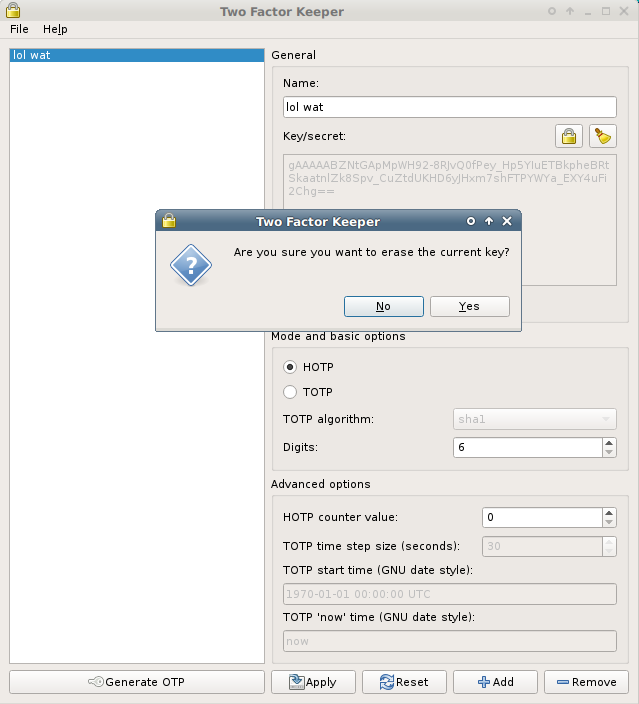 Two Factor Keeper
File Help
lol wat
General
Name:
lol wat
Key/secret:
gAAAAABZNtGApMpWH92-8RJvQ0fPey_Hp5YluETBkpheBRt
SkaatnlZk8Spv_CuZtdUKHD6yJHxm7shFTPYWYa_EXY4uFi
2Chg==
Two Factor Keeper
Are you sure you want to erase the current key?
No Yes
Mode and basic options
HOTP
TOTP
TOTP algorithm: sha1
Digits: 6
Advanced options
HOTP counter value: 0
TOTP time step size (seconds): 30
TOTP start time (GNU date style):
1970-01-01 00:00:00 UTC
TOTP 'now' time (GNU date style):
now
Generate OTP Apply Reset Add Remove